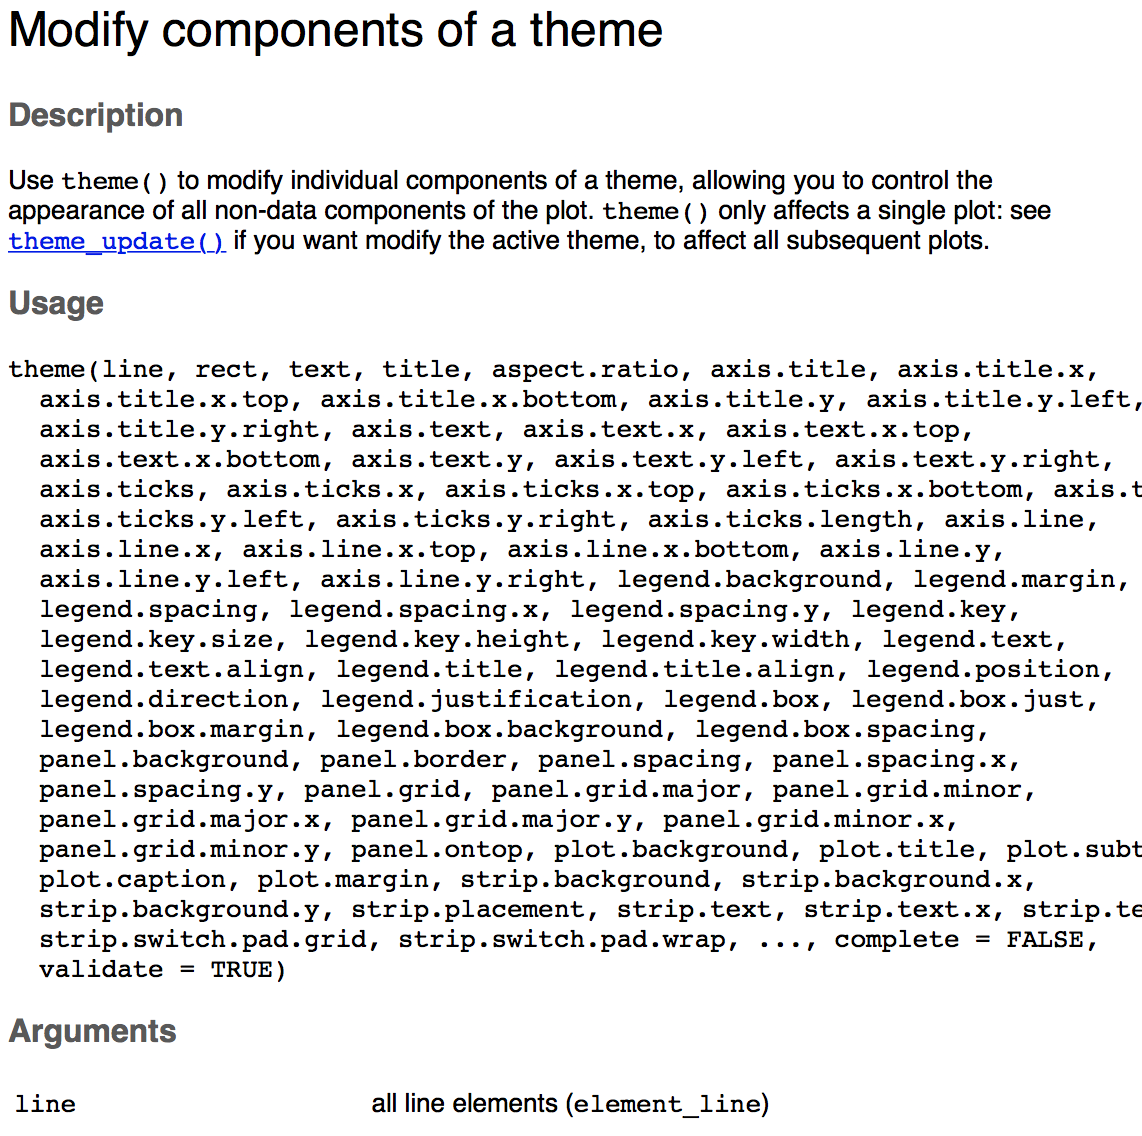 Modify components of a theme
Description
Use theme() to modify individual components of a theme, allowing you to control the
appearance of all non-data components of the plot. theme() only affects a single plot: see
theme_update() if you want modify the active theme, to affect all subsequent plots.
Usage
theme(line, rect, text, title, aspect.ratio, axis.title, axis.title.x,
axis.title.x.top, axis.title.x.bottom, axis.title.y, axis.title.y.left,
axis.title.y.right, axis.text, axis.text.x, axis.text.x.top,
axis.text.x.bottom, axis.text.y, axis.text.y.left, axis.text.y.right,
axis.ticks, axis.ticks.x, axis.ticks.x.top, axis.ticks.x.bottom, axis.t
axis.ticks.y.left, axis.ticks.y.right, axis.ticks.length, axis.line,
axis.line.x, axis.line.x.top, axis.line.x.bottom, axis.line.y,
axis.line.y.left, axis.line.y.right, legend.background, legend.margin,
legend.spacing, legend.spacing.x, legend.spacing.y, legend.key,
legend.key.size, legend.key.height, legend.key.width, legend.text,
legend.text.align, legend.title, legend.title.align, legend.position,
legend.direction, legend.justification, legend.box, legend.box.just,
legend.box.margin, legend.box.background, legend.box.spacing,
panel.background, panel.border, panel.spacing, panel.spacing.x,
panel.spacing.y, panel.grid, panel.grid.major, panel.grid.minor,
panel.grid.major.x, panel.grid.major.y, panel.grid.minor.x,
panel.grid.minor.y, panel.ontop, plot.background, plot.title, plot.subt
plot.caption, plot.margin, strip.background, strip.background.x,
strip.background.y, strip.placement, strip.text, strip.text.x, strip.te
strip.switch.pad.grid, strip.switch.pad.wrap, ..., complete = FALSE,
validate = TRUE)
Arguments
line all line elements (element_line)